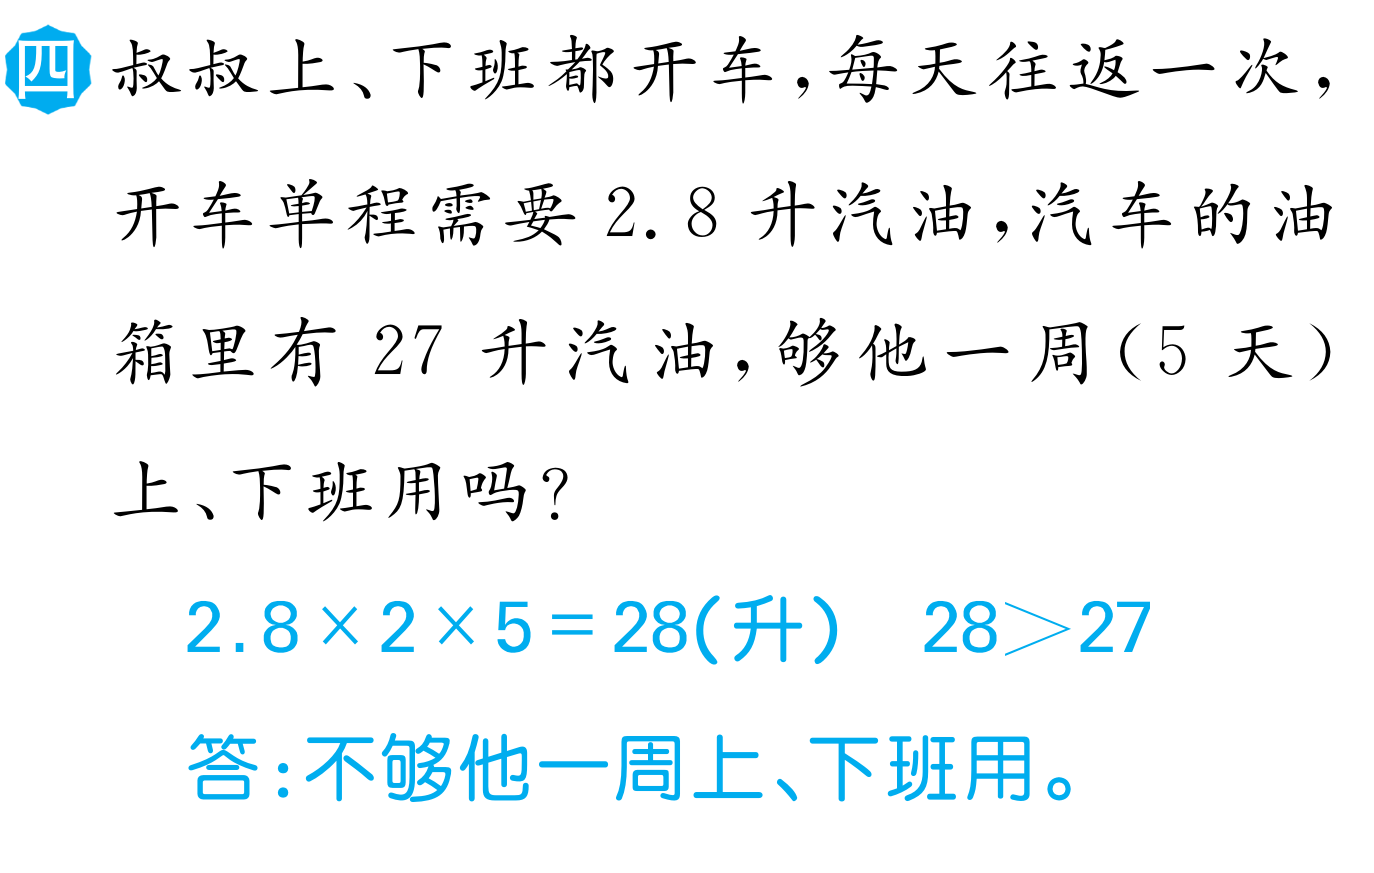 四 叔叔上、下班都开车,每天往返一次,
开车单程需要 2.8 升汽油,汽车的油
箱里有 27 升汽油,够他一周(5 天)
上、下班用吗?
2.8×2×5=28(升) 28>27
答:不够他一周上、下班用。